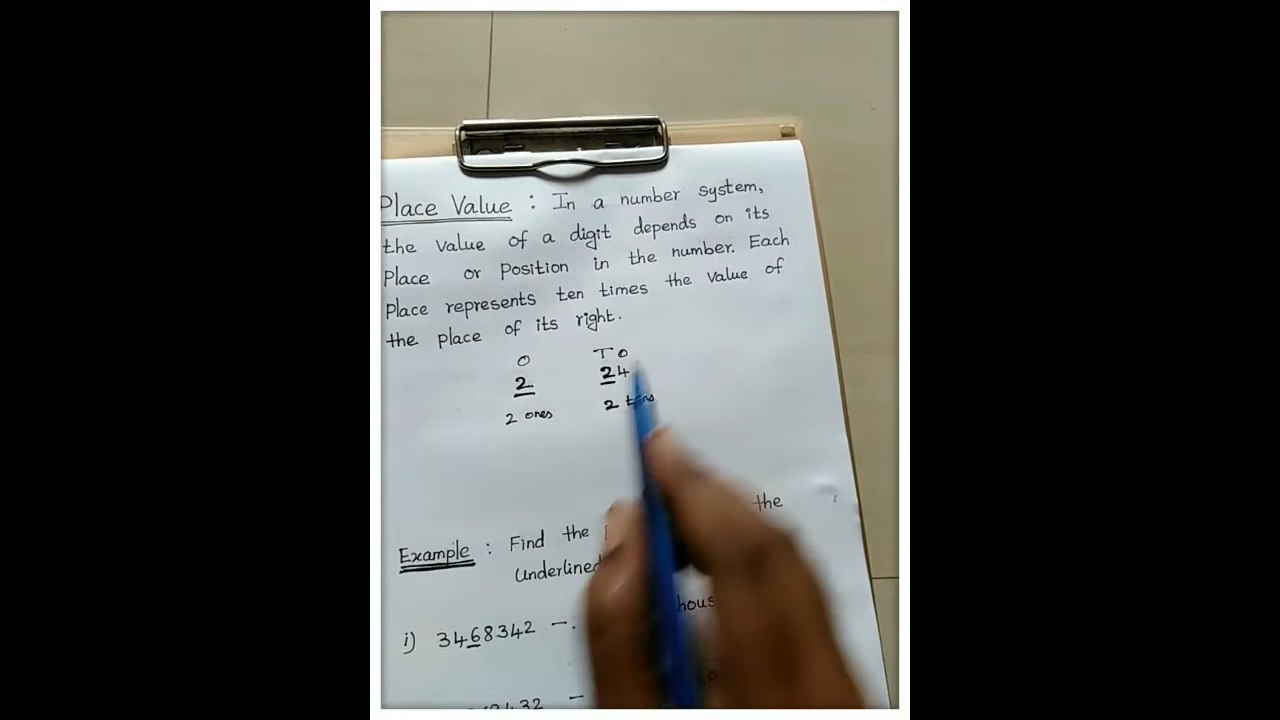 Place Value : In a number system,
the value of a digit depends on its
Place or Position in the number. Each
Place represents ten times the value of
the place of its right.
O T O
2 24
2 ones 2 tens
Example : Find the the
Underlined
i) 3468342 –